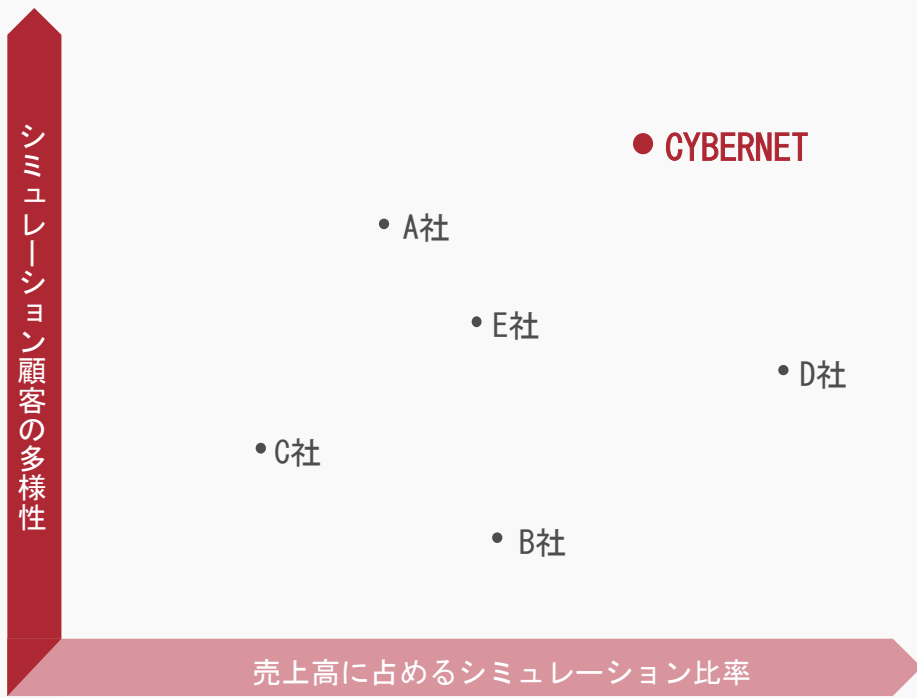 シミュレーション顧客の多様性
CYBERNET
A社
E社
D社
C社
B社
売上高に占めるシミュレーション比率